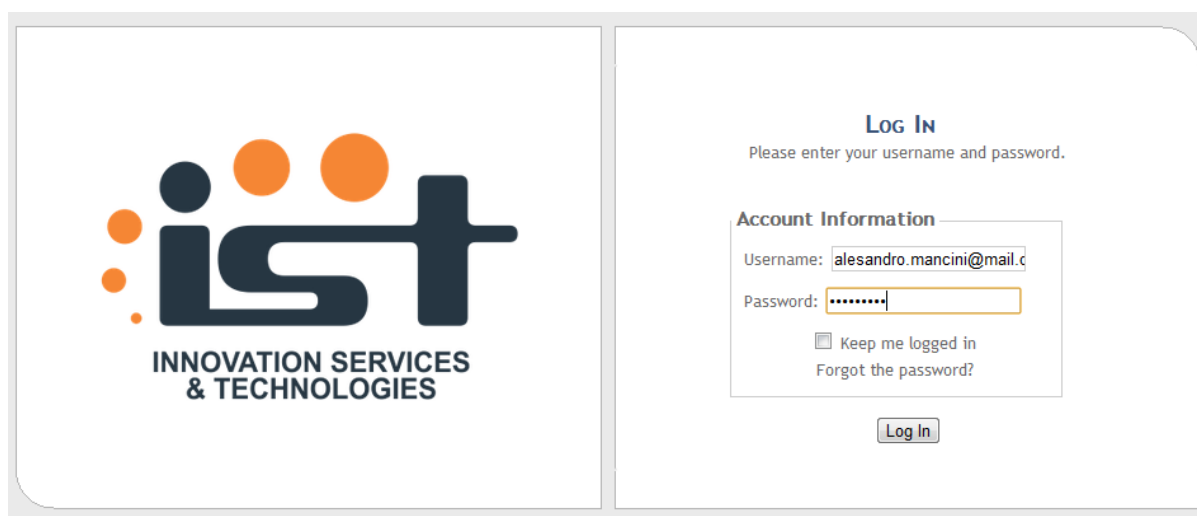 ist
INNOVATION SERVICES
& TECHNOLOGIES
Log In
Please enter your username and password.
Account Information
Username: alesandro.mancini@mail.c
Password: •••••••••
Keep me logged in
Forgot the password?
Log In